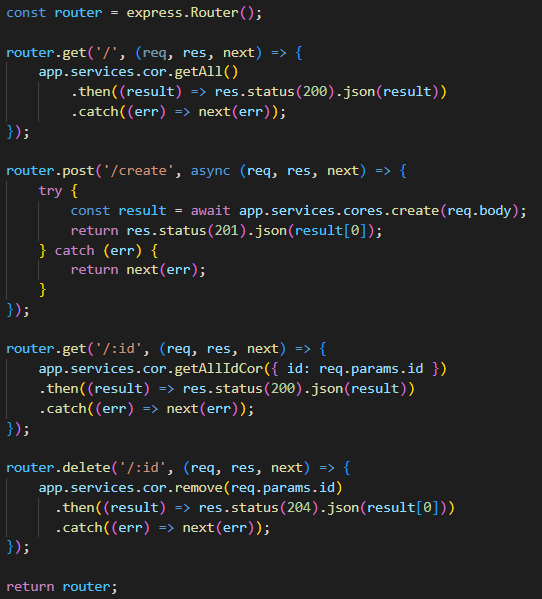 const router = express.Router();

router.get('/', (req, res, next) => {
    app.services.cor.getAll()
        .then((result) => res.status(200).json(result))
        .catch((err) => next(err));
});

router.post('/create', async (req, res, next) => {
    try {
        const result = await app.services.cores.create(req.body);
        return res.status(201).json(result[0]);
    } catch (err) {
        return next(err);
    }
});

router.get('/:id', (req, res, next) => {
    app.services.cor.getAllIdCor({ id: req.params.id })
    .then((result) => res.status(200).json(result))
    .catch((err) => next(err));
});

router.delete('/:id', (req, res, next) => {
    app.services.cor.remove(req.params.id)
      .then((result) => res.status(204).json(result[0]))
      .catch((err) => next(err));
});

return router;